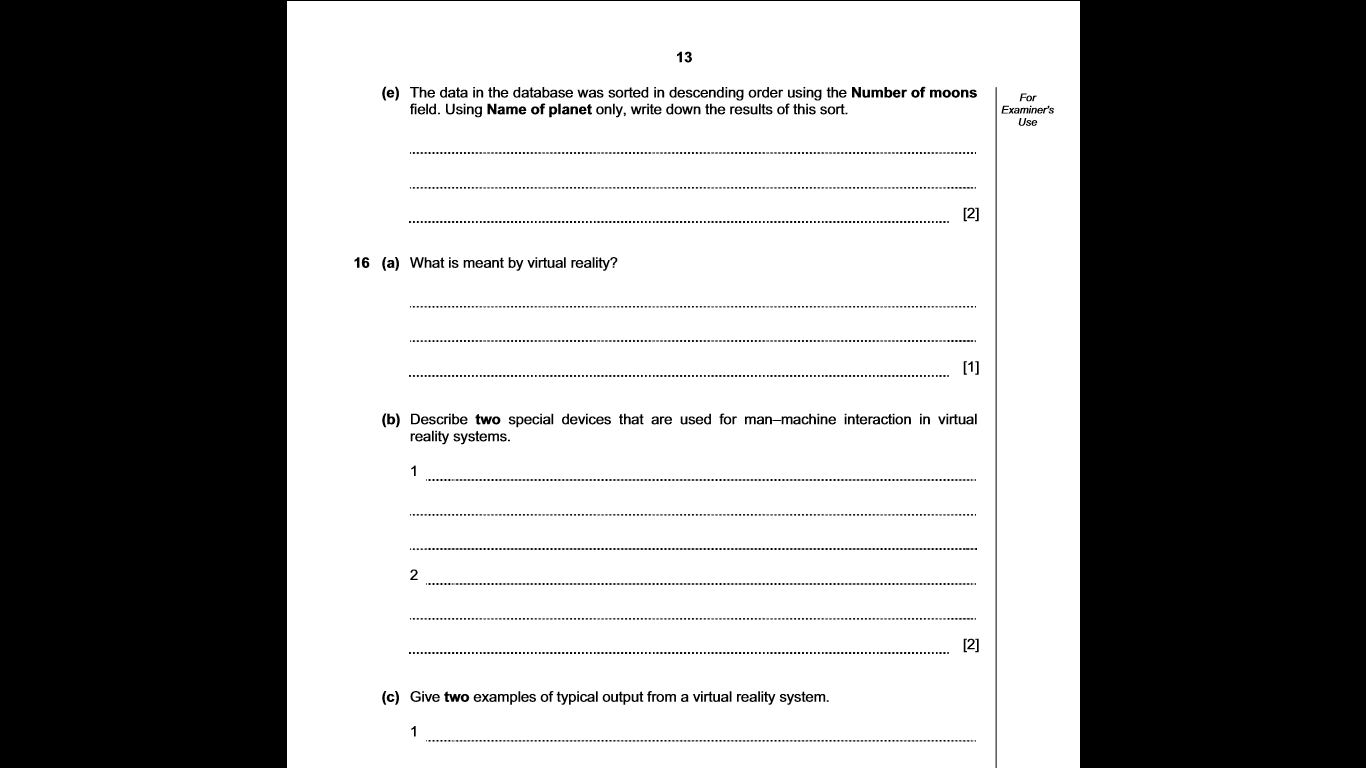 13
(e) The data in the database was sorted in descending order using the Number of moons
field. Using Name of planet only, write down the results of this sort.
For
Examiner's
Use
[2]
16 (a) What is meant by virtual reality?
[1]
(b) Describe two special devices that are used for man–machine interaction in virtual
reality systems.
1
2
[2]
(c) Give two examples of typical output from a virtual reality system.
1